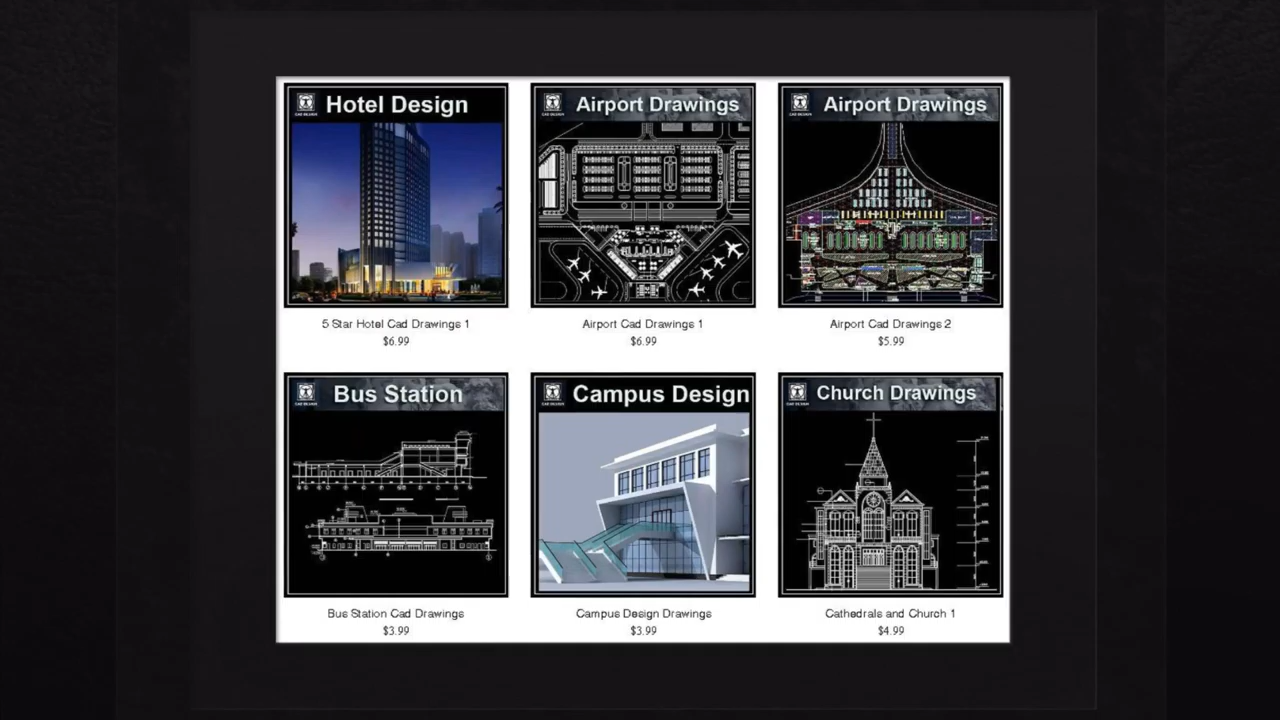 Hotel Design
Airport Drawings
Airport Drawings
5 Star Hotel Cad Drawings 1
$6.99
Airport Cad Drawings 1
$6.99
Airport Cad Drawings 2
$5.99
Bus Station
Campus Design
Church Drawings
Bus Station Cad Drawings
$3.99
Campus Design Drawings
$3.99
Cathedrals and Church 1
$4.99